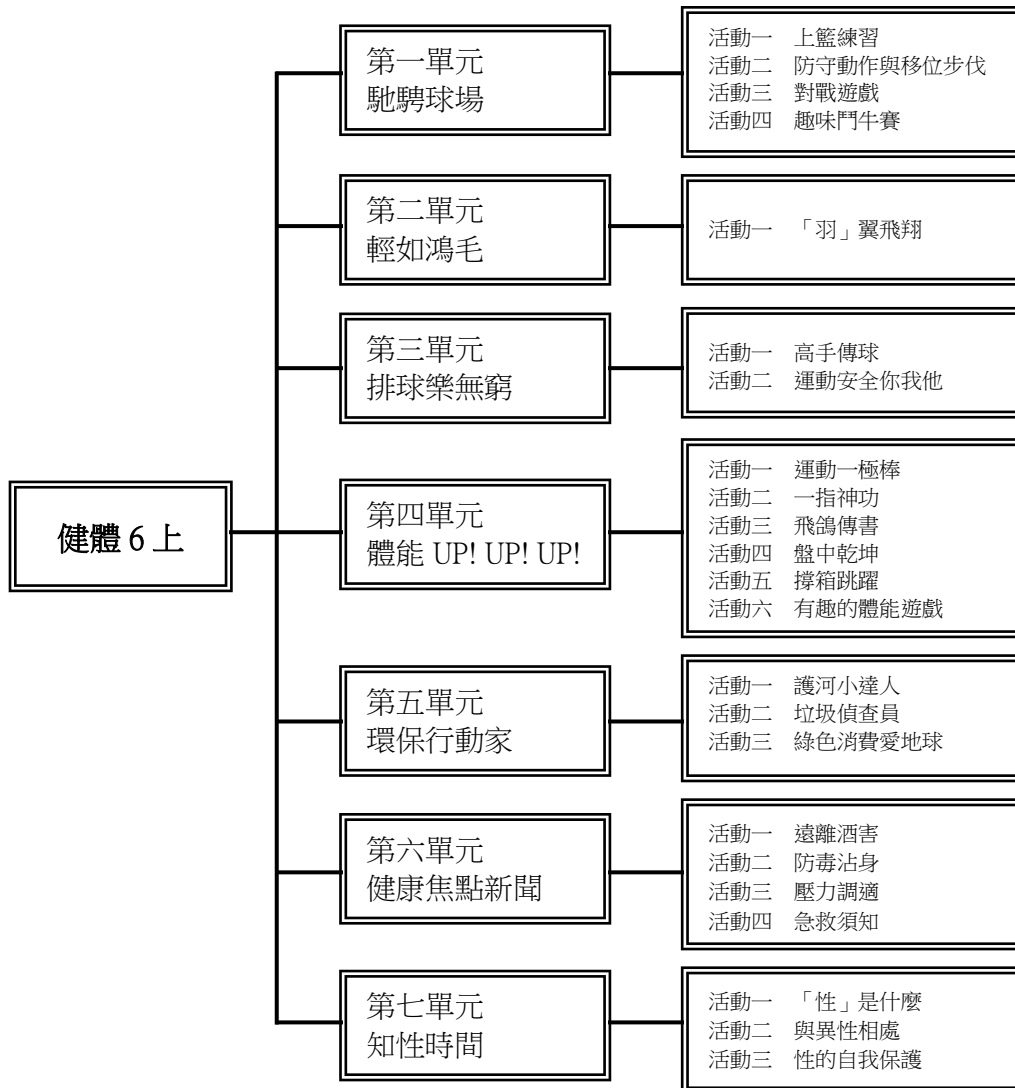 健體 6 上
第一單元
馳騁球場
活動一 上籃練習
活動二 防守動作與移位步伐
活動三 對戰遊戲
活動四 趣味鬥牛賽
第二單元
輕如鴻毛
活動一 「羽」翼飛翔
第三單元
排球樂無窮
活動一 高手傳球
活動二 運動安全你我他
第四單元
體能 UP! UP! UP!
活動一 運動一極棒
活動二 一指神功
活動三 飛鴿傳書
活動四 盤中乾坤
活動五 撐箱跳躍
活動六 有趣的體能遊戲
第五單元
環保行動家
活動一 護河小達人
活動二 垃圾偵查員
活動三 綠色消費愛地球
第六單元
健康焦點新聞
活動一 遠離酒害
活動二 防毒沾身
活動三 壓力調適
活動四 急救須知
第七單元
知性時間
活動一 「性」是什麼
活動二 與異性相處
活動三 性的自我保護